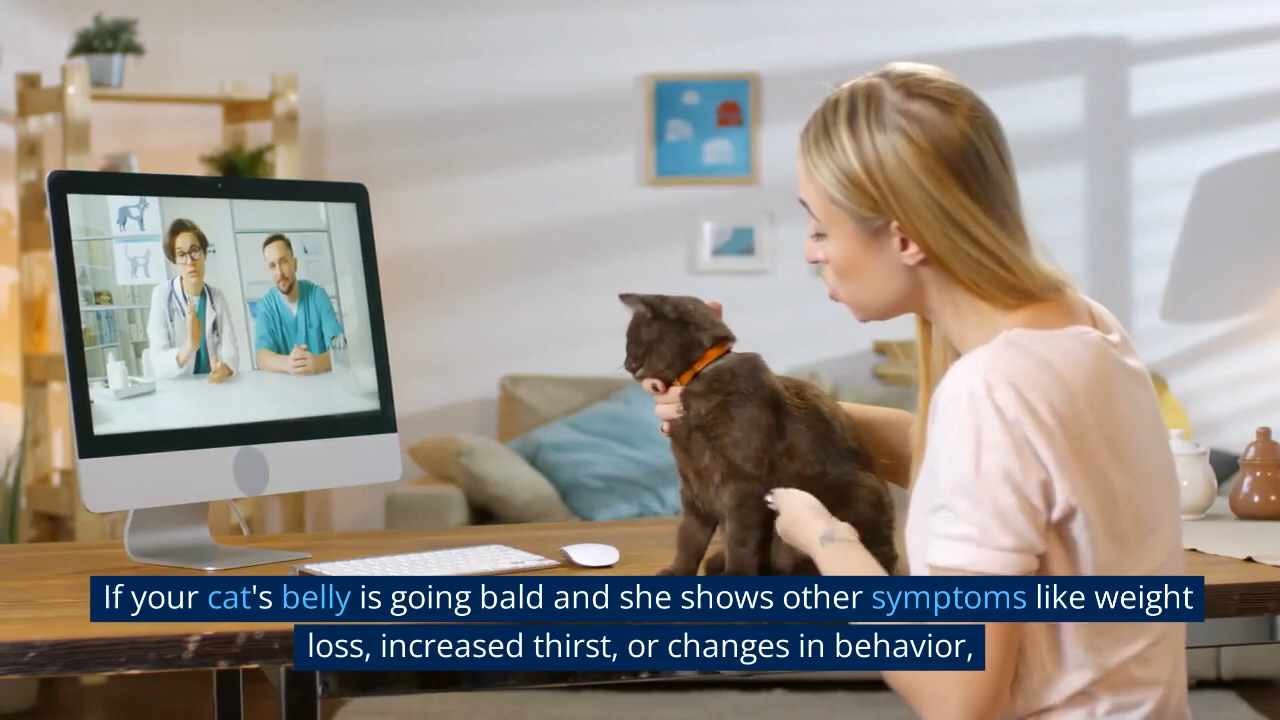 If your cat's belly is going bald and she shows other symptoms like weight
loss, increased thirst, or changes in behavior,